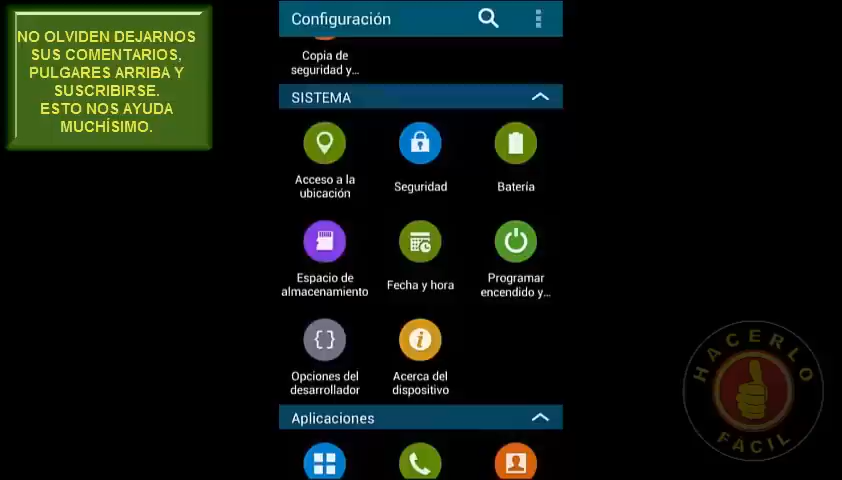 NO OLVIDEN DEJARNOS
SUS COMENTARIOS,
PULGARES ARRIBA Y
SUSCRIBIRSE.
ESTO NOS AYUDA
MUCHÍSIMO.
Configuración
Copia de
seguridad y...
SISTEMA
Acceso a la
ubicación
Seguridad
Batería
Espacio de
almacenamiento
Fecha y hora
Programar
encendido y...
Opciones del
desarrollador
Acerca del
dispositivo
Aplicaciones
HACERLO
FACIL